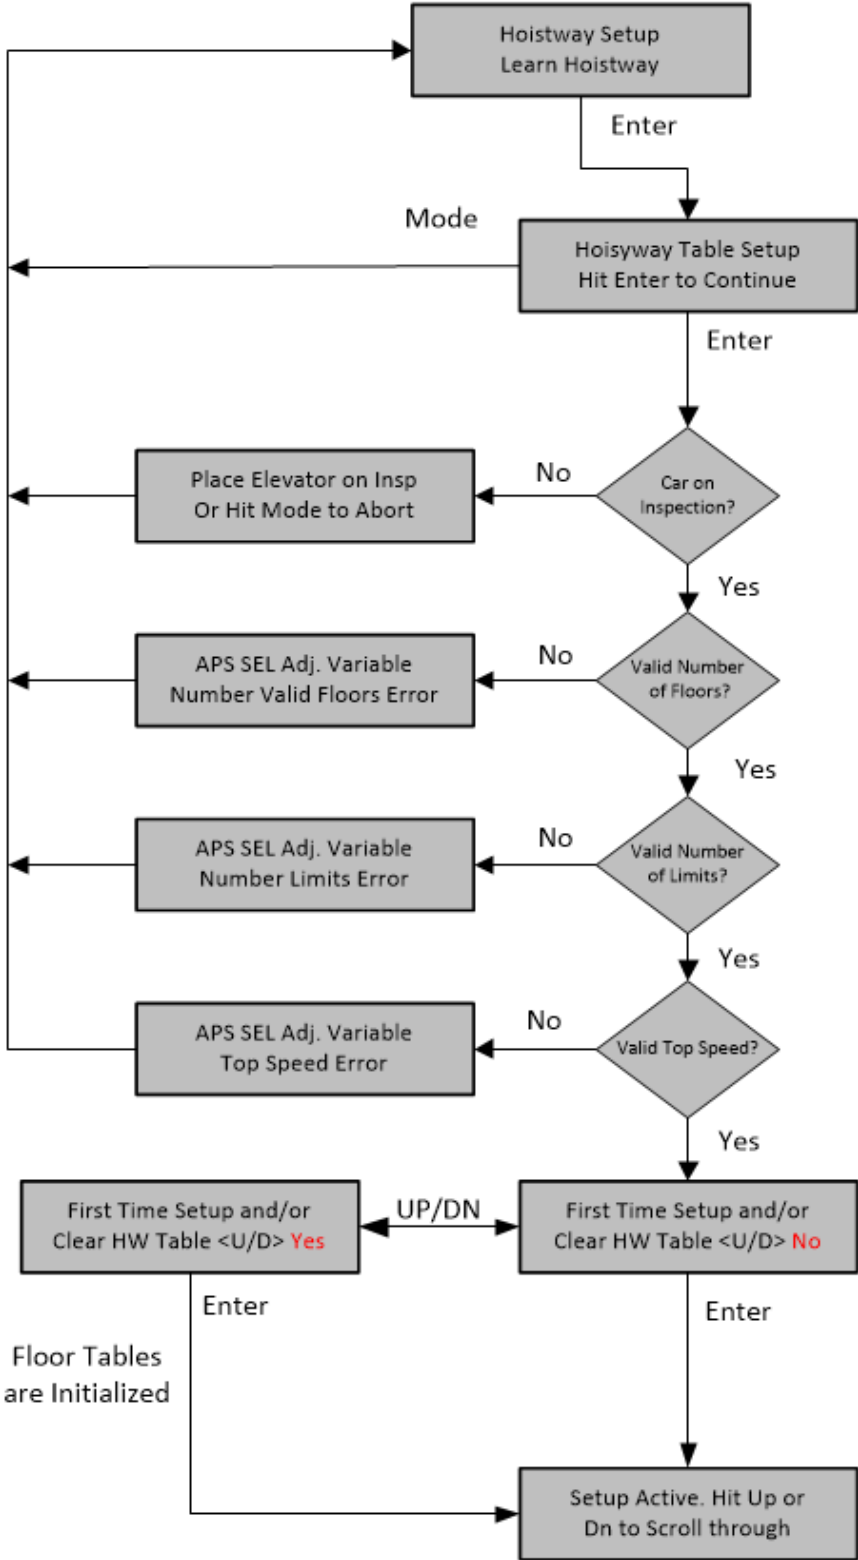 Hoistway Setup
Learn Hoistway
Enter
Mode
Hoisyway Table Setup
Hit Enter to Continue
Enter
Place Elevator on Insp
Or Hit Mode to Abort
No
Car on
Inspection?
Yes
APS SEL Adj. Variable
Number Valid Floors Error
No
Valid Number
of Floors?
Yes
APS SEL Adj. Variable
Number Limits Error
No
Valid Number
of Limits?
Yes
APS SEL Adj. Variable
Top Speed Error
No
Valid Top Speed?
Yes
First Time Setup and/or
Clear HW Table <U/D> Yes
UP/DN
First Time Setup and/or
Clear HW Table <U/D> No
Enter
Enter
Floor Tables
are Initialized
Setup Active. Hit Up or
Dn to Scroll through